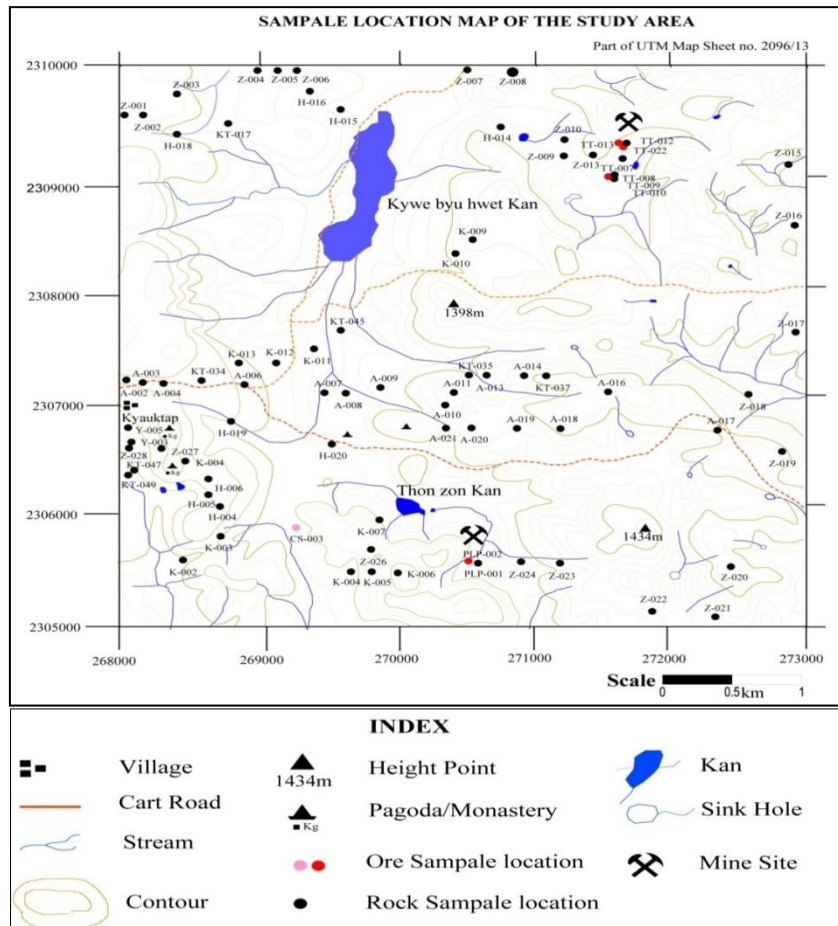 SAMPALE LOCATION MAP OF THE STUDY AREA
Part of UTM Map Sheet no. 2096/13
2310000
Z-004
Z-005
Z-006
Z-007
Z-008
Z-003
H-016
Z-001
Z-002
H-015
KT-017
H-018
H-014
Z-010
Z-009
Z-013
TT-013
TT-012
TT-022
TT-007
TT-008
TT-009
TT-010
Z-015
2309000
Kywe byu hwet Kan
Z-016
K-009
K-010
2308000
1398m
Z-017
KT-045
K-013
K-012
K-011
A-003
KT-034
A-006
A-002
A-004
A-007
A-008
A-009
KT-035
A-011
A-013
A-014
KT-037
A-016
Z-018
2307000
Kyauktap
A-010
Y-005
Kg
H-019
A-021
A-020
A-019
A-018
A-017
Y-003
Z-028
Z-027
H-020
Z-019
KT-047
K-004
Kg
KT-049
H-006
H-005
H-004
Thon zon Kan
2306000
CS-003
K-007
1434m
K-003
K-002
Z-026
PLP-002
K-004
K-005
K-006
PLP-001
Z-024
Z-023
Z-020
Z-022
Z-021
2305000
268000
269000
270000
271000
272000
273000
Scale
0
0.5km
1
INDEX
Village
1434m
Height Point
Kan
Cart Road
Kg
Pagoda/Monastery
Sink Hole
Stream
Ore Sampale location
Mine Site
Contour
Rock Sampale location